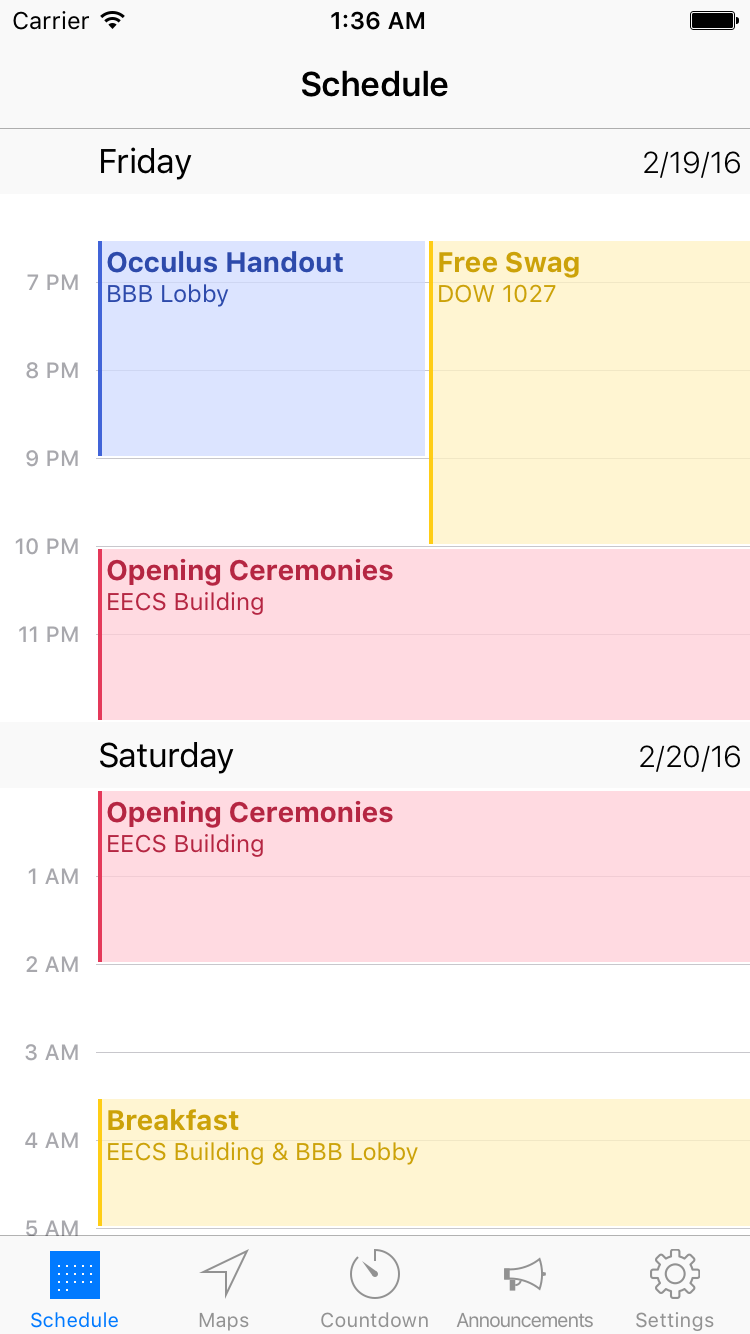 Carrier 1:36 AM
Schedule
Friday 2/19/16
Occulus Handout
BBB Lobby
Free Swag
DOW 1027
7 PM
8 PM
9 PM
10 PM
Opening Ceremonies
EECS Building
11 PM
Saturday 2/20/16
Opening Ceremonies
EECS Building
1 AM
2 AM
3 AM
Breakfast
EECS Building & BBB Lobby
4 AM
5 AM
Schedule Maps Countdown Announcements Settings